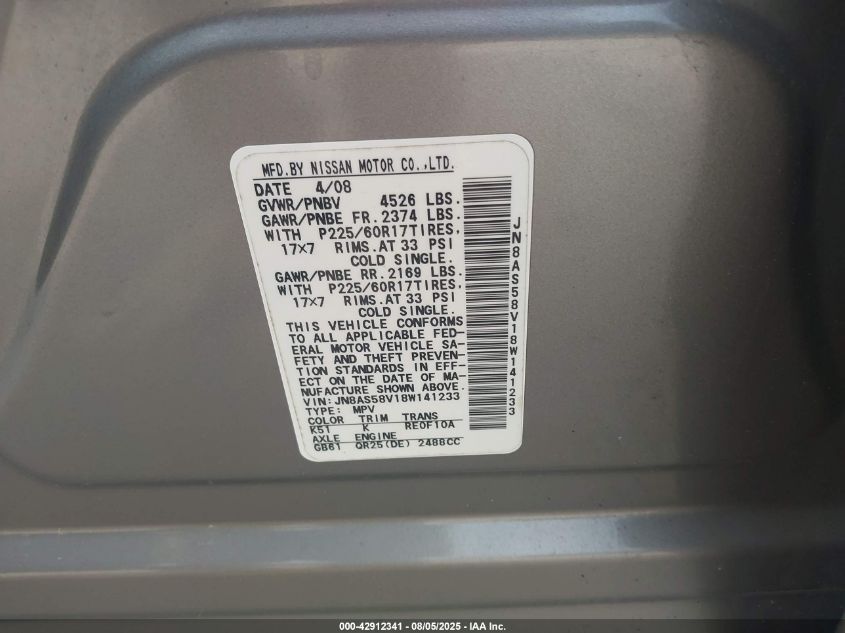 MFD.BY NISSAN MOTOR CO.,LTD.
DATE 4/08
GVWR/PNBV 4526 LBS.
GAWR/PNBE FR. 2374 LBS.
WITH P225/60R17TIRES,
17x7 RIMS.AT 33 PSI
COLD SINGLE.
GAWR/PNBE RR. 2169 LBS.
WITH P225/60R17TIRES,
17x7 RIMS.AT 33 PSI
COLD SINGLE.
THIS VEHICLE CONFORMS
TO ALL APPLICABLE FED-
ERAL MOTOR VEHICLE SA-
FETY AND THEFT PREVEN-
TION STANDARDS IN EFF-
ECT ON THE DATE OF MA-
NUFACTURE SHOWN ABOVE.
VIN: JN8AS58V18W141233
TYPE: MPV
COLOR TRIM TRANS
K51 K RE0F10A
AXLE ENGINE
GB61 QR25(DE) 2488CC
JN8AS58V18W141233
000-42912341 - 08/05/2025 - IAA Inc.